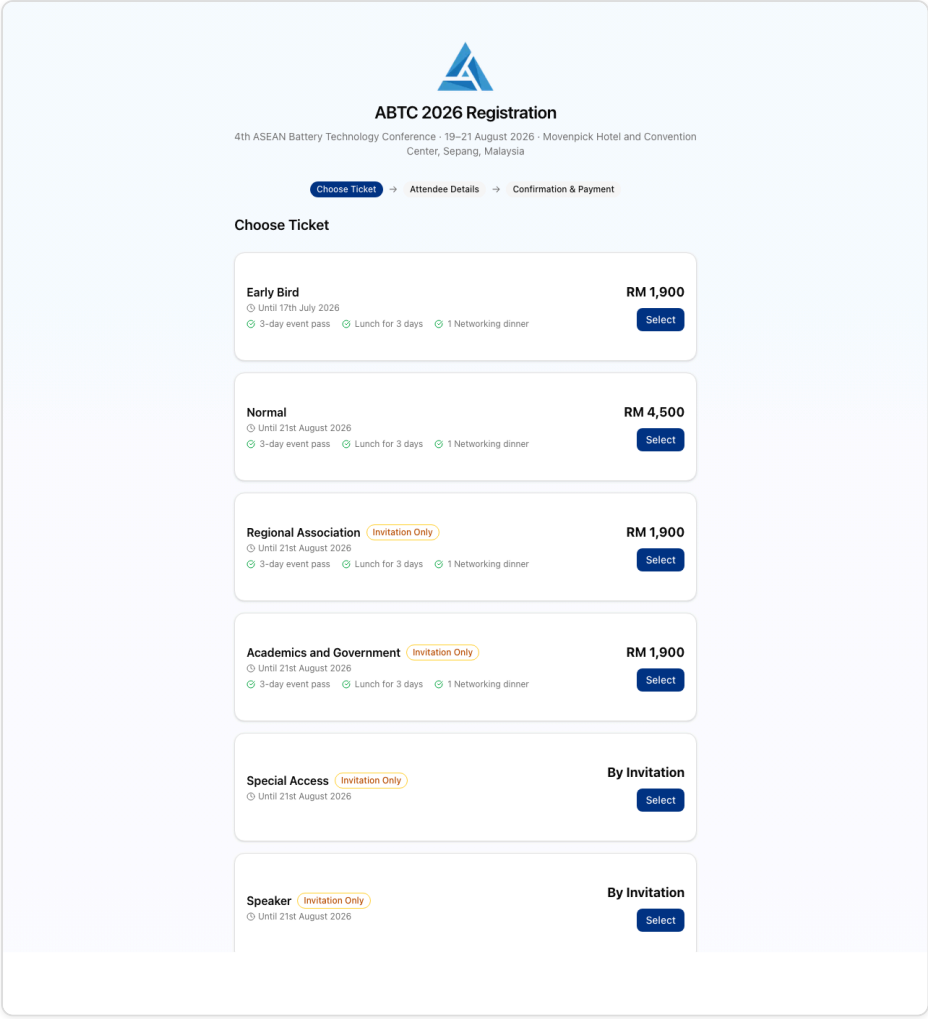 ABTC 2026 Registration
4th ASEAN Battery Technology Conference · 19–21 August 2026 · Movenpick Hotel and Convention
Center, Sepang, Malaysia
Choose Ticket → Attendee Details → Confirmation & Payment
Choose Ticket
Early Bird
RM 1,900
Until 17th July 2026
3-day event pass Lunch for 3 days 1 Networking dinner
Select
Normal
RM 4,500
Until 21st August 2026
3-day event pass Lunch for 3 days 1 Networking dinner
Select
Regional Association Invitation Only
RM 1,900
Until 21st August 2026
3-day event pass Lunch for 3 days 1 Networking dinner
Select
Academics and Government Invitation Only
RM 1,900
Until 21st August 2026
3-day event pass Lunch for 3 days 1 Networking dinner
Select
Special Access Invitation Only
By Invitation
Until 21st August 2026
Select
Speaker Invitation Only
By Invitation
Until 21st August 2026
Select